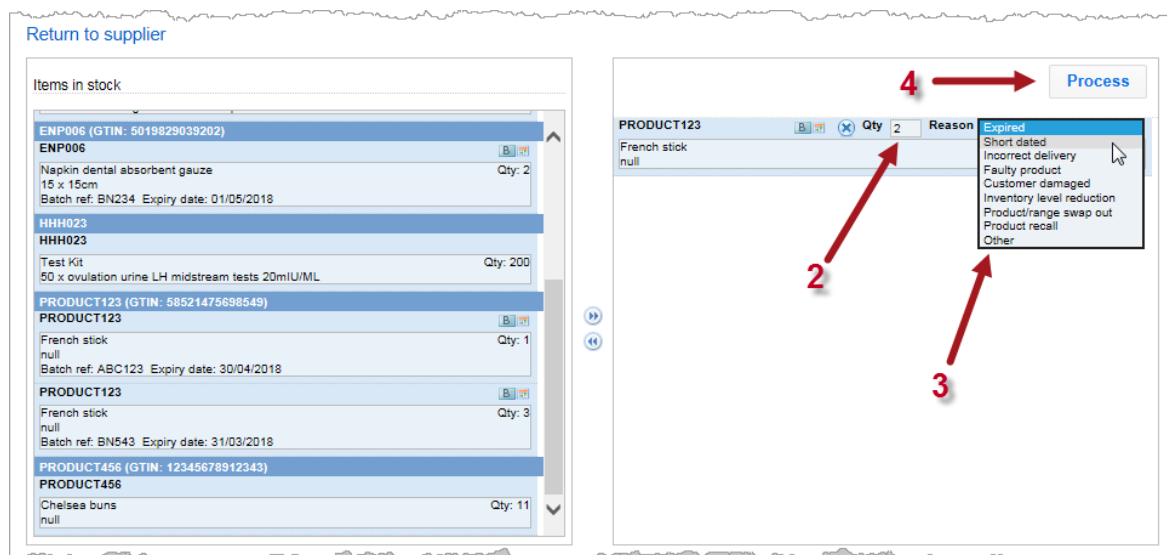 Return to supplier
Items in stock
ENP006 (GTIN: 5019829039202)
ENP006
B
Napkin dental absorbent gauze Qty: 2
15 x 15cm
Batch ref: BN234 Expiry date: 01/05/2018
HHH023
HHH023
Test Kit Qty: 200
50 x ovulation urine LH midstream tests 20mIU/ML
PRODUCT123 (GTIN: 58521475698549)
PRODUCT123 B
French stick Qty: 1
null
Batch ref: ABC123 Expiry date: 30/04/2018
PRODUCT123 B
French stick Qty: 3
null
Batch ref: BN543 Expiry date: 31/03/2018
PRODUCT456 (GTIN: 12345678912343)
PRODUCT456
Chelsea buns Qty: 11
null
4 Process
PRODUCT123 B Qty 2 Reason
French stick
null
Expired
Short dated
Incorrect delivery
Faulty product
Customer damaged
Inventory level reduction
Product/range swap out
Product recall
Other
2
3